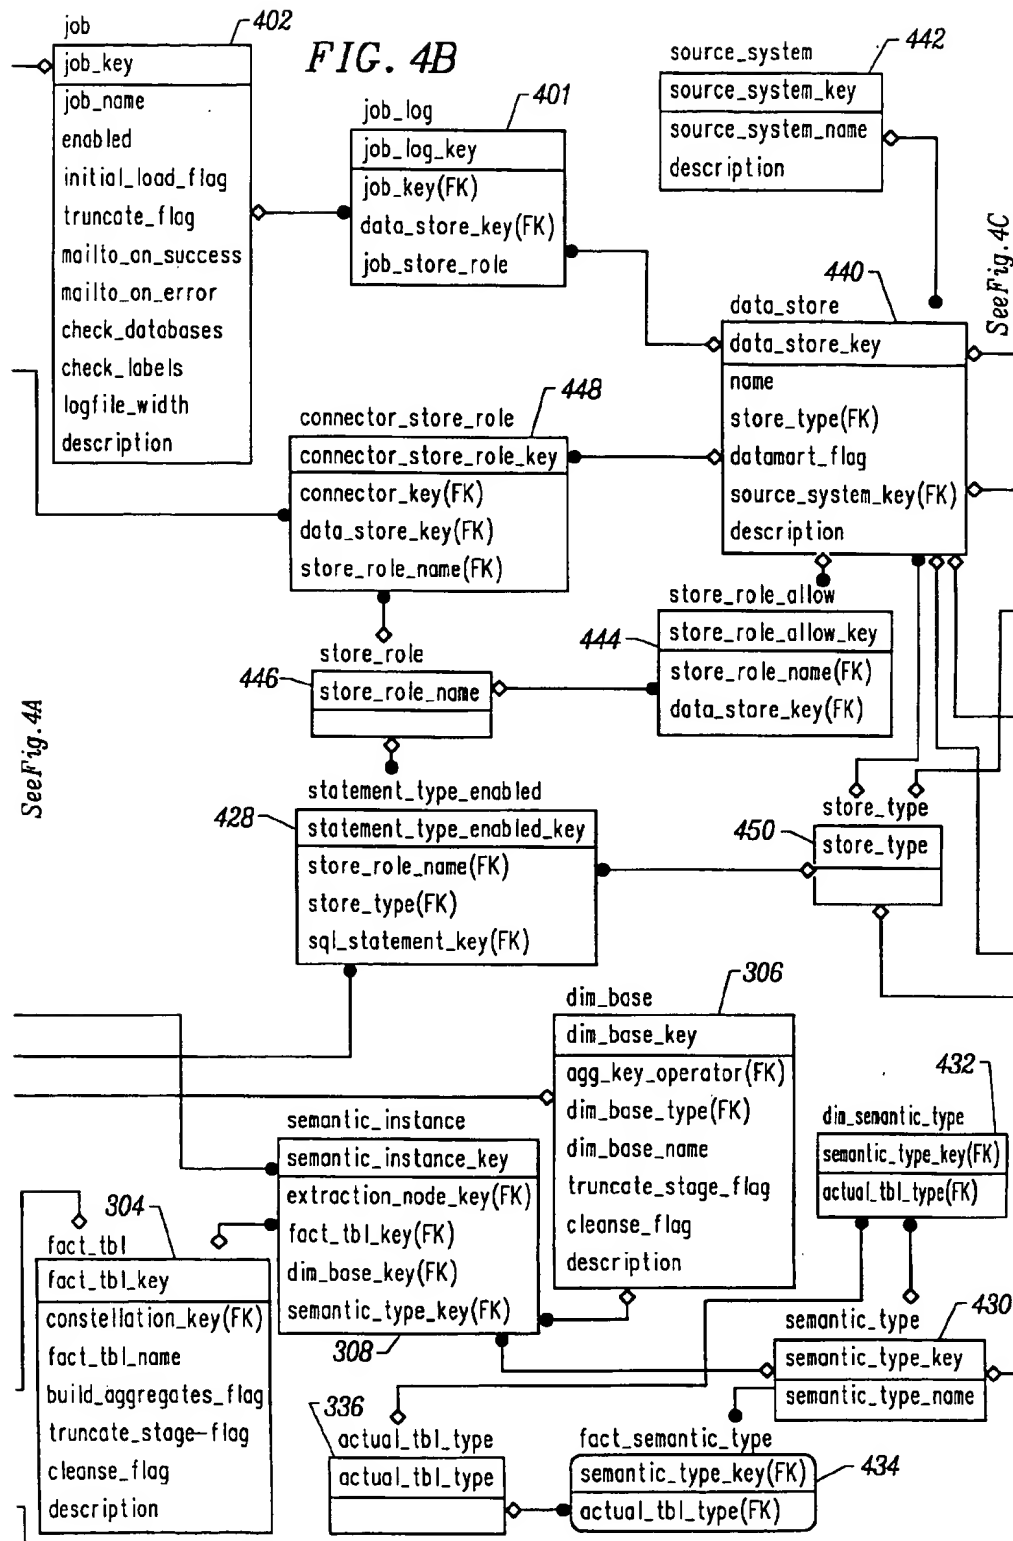 FIG. 4B
job
402
job_key
job_name
enabled
initial_load_flag
truncate_flag
mailto_on_success
mailto_on_error
check_databases
check_labels
logfile_width
description
job_log
401
job_log_key
job_key(FK)
data_store_key(FK)
job_store_role
source_system
442
source_system_key
source_system_name
description
See Fig. 4C
data_store
440
data_store_key
name
store_type(FK)
datamart_flag
source_system_key(FK)
description
connector_store_role
448
connector_store_role_key
connector_key(FK)
data_store_key(FK)
store_role_name(FK)
store_role_allow
444
store_role_allow_key
store_role_name(FK)
data_store_key(FK)
store_role
446
store_role_name
See Fig. 4A
statement_type_enabled
428
statement_type_enabled_key
store_role_name(FK)
store_type(FK)
sql_statement_key(FK)
store_type
450
store_type
dim_base
306
dim_base_key
agg_key_operator(FK)
dim_base_type(FK)
dim_base_name
truncate_stage_flag
cleanse_flag
description
432
dim_semantic_type
semantic_type_key(FK)
actual_tbl_type(FK)
semantic_instance
semantic_instance_key
extraction_node_key(FK)
fact_tbl_key(FK)
dim_base_key(FK)
semantic_type_key(FK)
308
304
fact_tbl
fact_tbl_key
constellation_key(FK)
fact_tbl_name
build_aggregates_flag
truncate_stage-flag
cleanse_flag
description
semantic_type
430
semantic_type_key
semantic_type_name
336
actual_tbl_type
actual_tbl_type
fact_semantic_type
434
semantic_type_key(FK)
actual_tbl_type(FK)